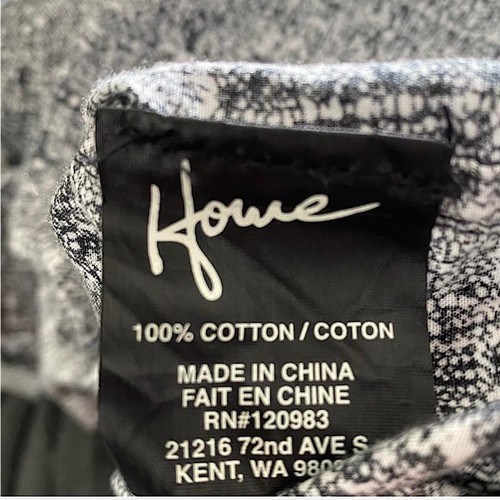 Howe
100% COTTON / COTON
MADE IN CHINA
FAIT EN CHINE
RN#120983
21216 72nd AVE S
KENT, WA